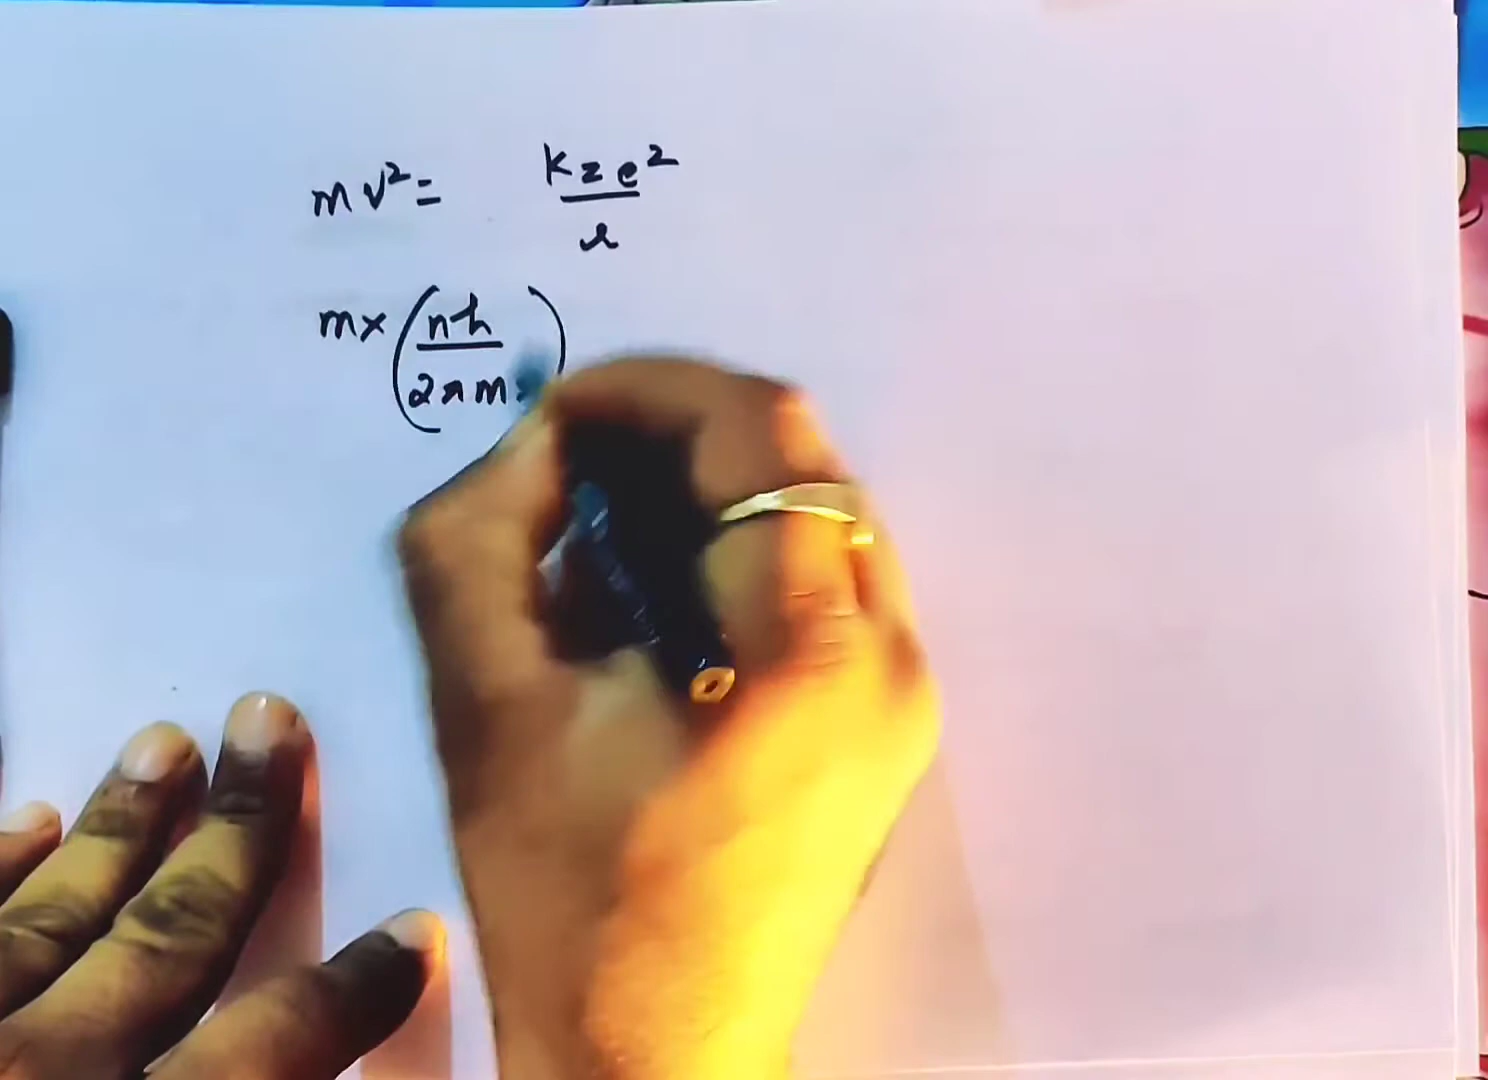 mv² = kze²/r
m× (nh/2πm